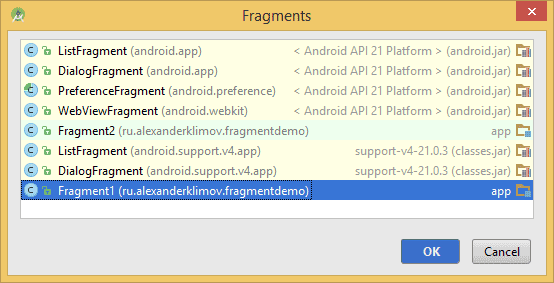 Fragments
ListFragment (android.app) < Android API 21 Platform > (android.jar)
DialogFragment (android.app) < Android API 21 Platform > (android.jar)
PreferenceFragment (android.preference) < Android API 21 Platform > (android.jar)
WebViewFragment (android.webkit) < Android API 21 Platform > (android.jar)
Fragment2 (ru.alexanderklimov.fragmentdemo) app
ListFragment (android.support.v4.app) support-v4-21.0.3 (classes.jar)
DialogFragment (android.support.v4.app) support-v4-21.0.3 (classes.jar)
Fragment1 (ru.alexanderklimov.fragmentdemo) app
OK Cancel